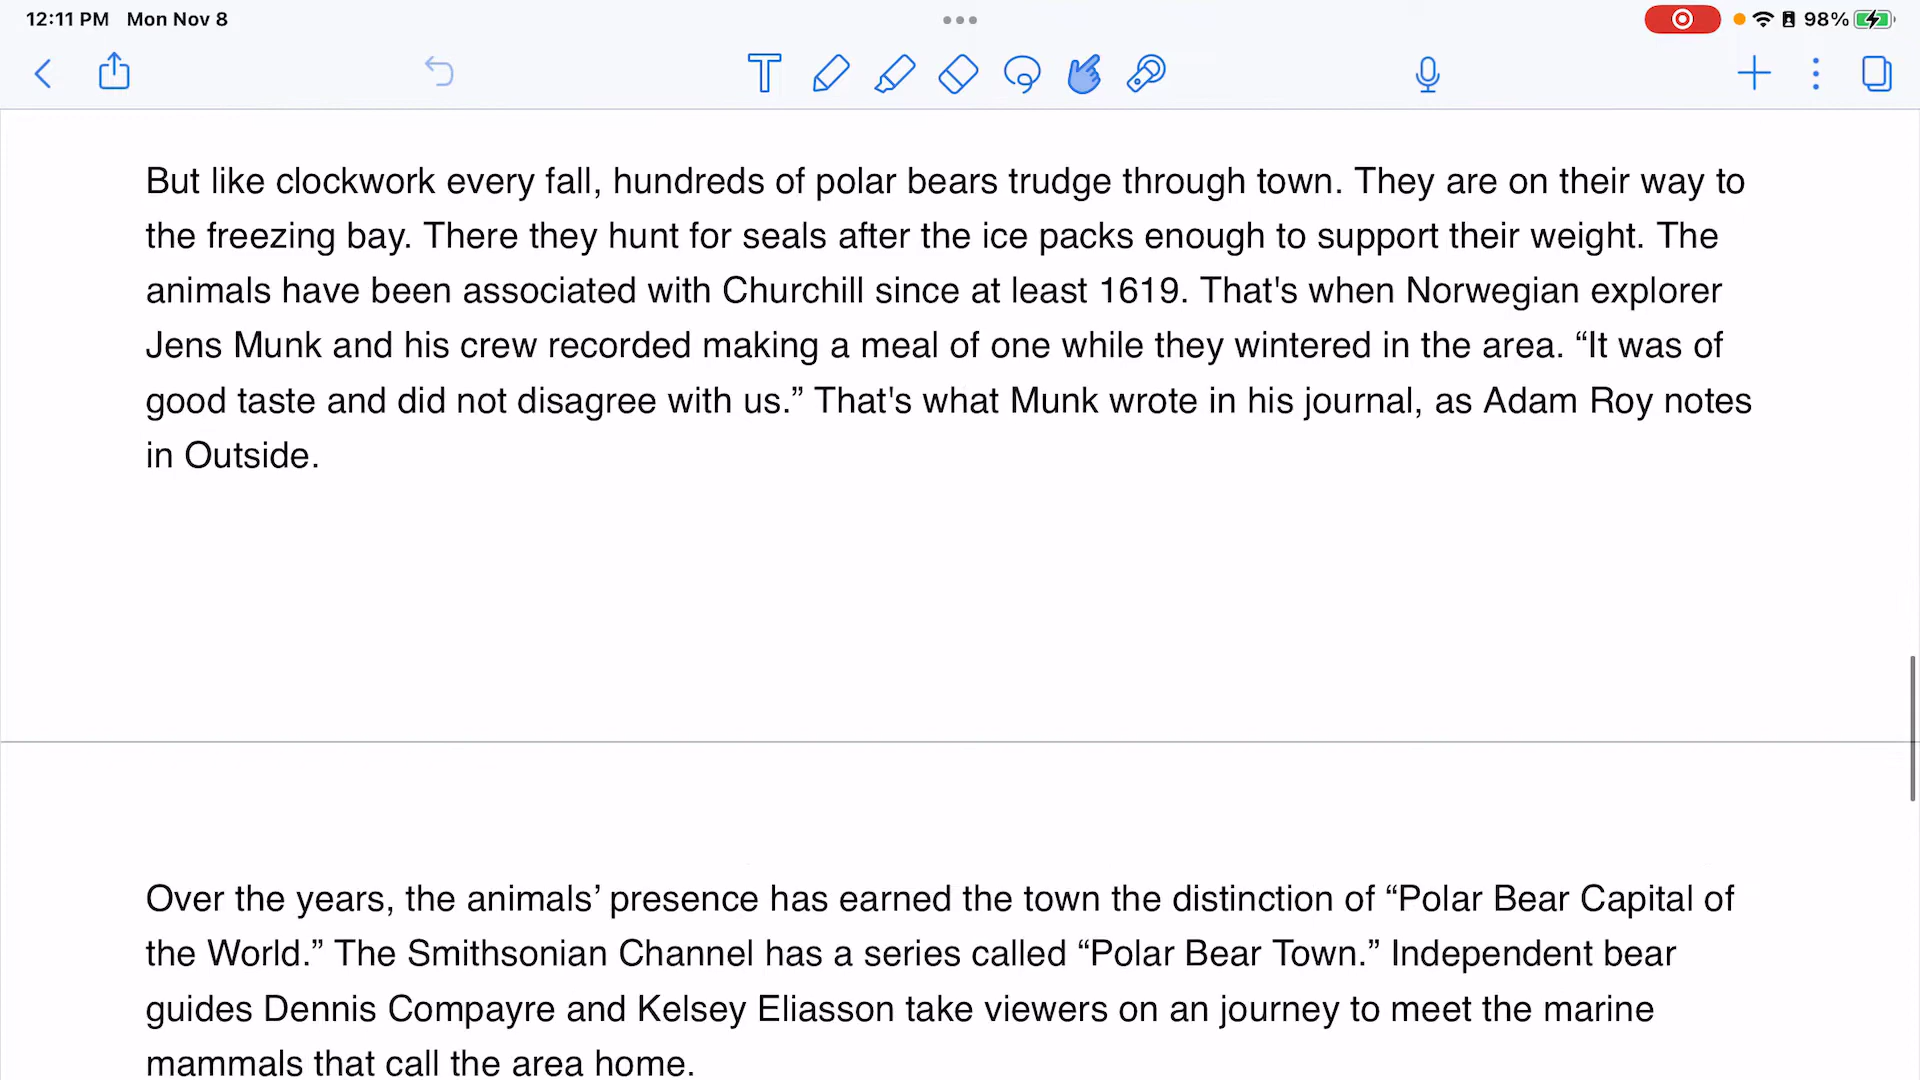 12:11 PM Mon Nov 8
98%
But like clockwork every fall, hundreds of polar bears trudge through town. They are on their way to
the freezing bay. There they hunt for seals after the ice packs enough to support their weight. The
animals have been associated with Churchill since at least 1619. That's when Norwegian explorer
Jens Munk and his crew recorded making a meal of one while they wintered in the area. “It was of
good taste and did not disagree with us.” That's what Munk wrote in his journal, as Adam Roy notes
in Outside.
Over the years, the animals’ presence has earned the town the distinction of “Polar Bear Capital of
the World.” The Smithsonian Channel has a series called “Polar Bear Town.” Independent bear
guides Dennis Compayre and Kelsey Eliasson take viewers on an journey to meet the marine
mammals that call the area home.